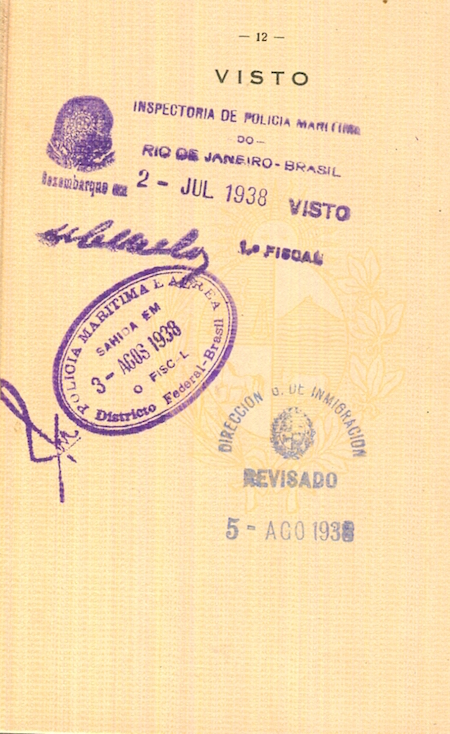 — 12 —
VISTO
INSPECTORIA DE POLICIA MARITIMA
DO
RIO DE JANEIRO-BRASIL
Desembarque em
2 - JUL 1938
VISTO
1.º FISCAL
POLICIA MARITIMA E AEREA
SAHIDA EM
3 - AGOS 1938
O FISCAL
Districto Federal-Brasil
DIRECCION G. DE INMIGRACION
REVISADO
5 - AGO 1938